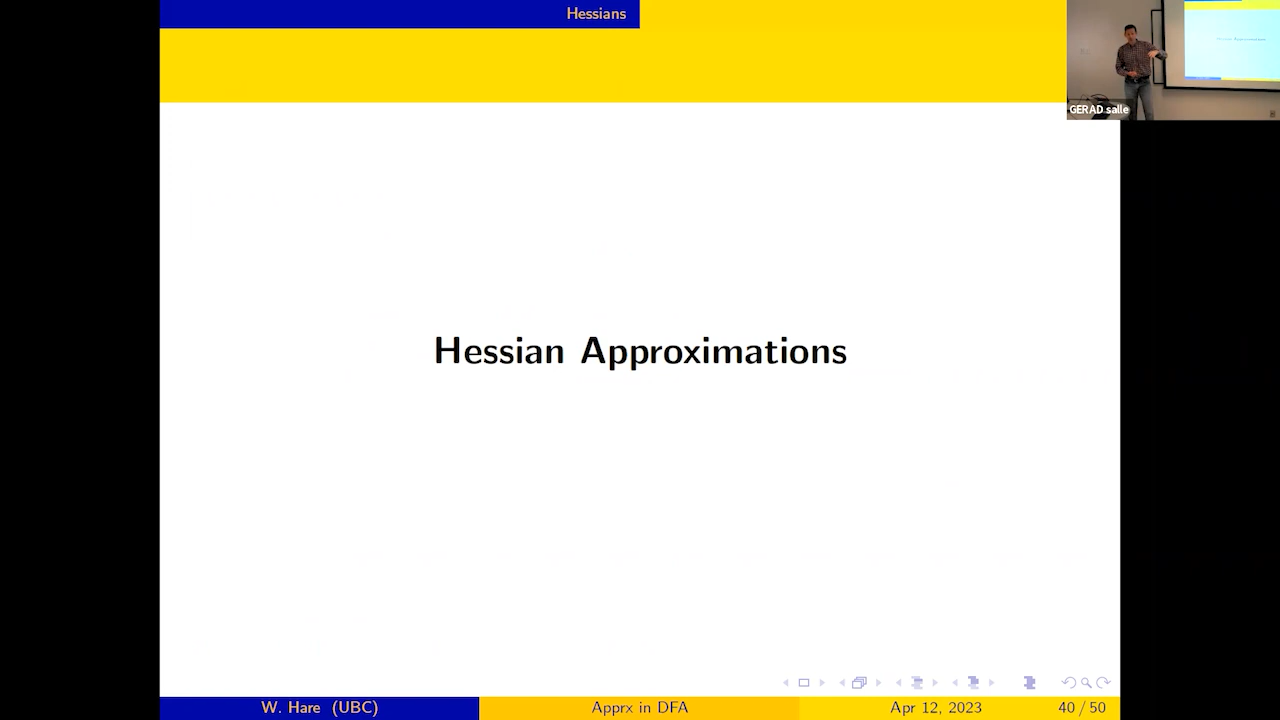 Hessians
GERAD salle
Hessian Approximations
W. Hare (UBC)
Apprx in DFA
Apr 12, 2023
40 / 50